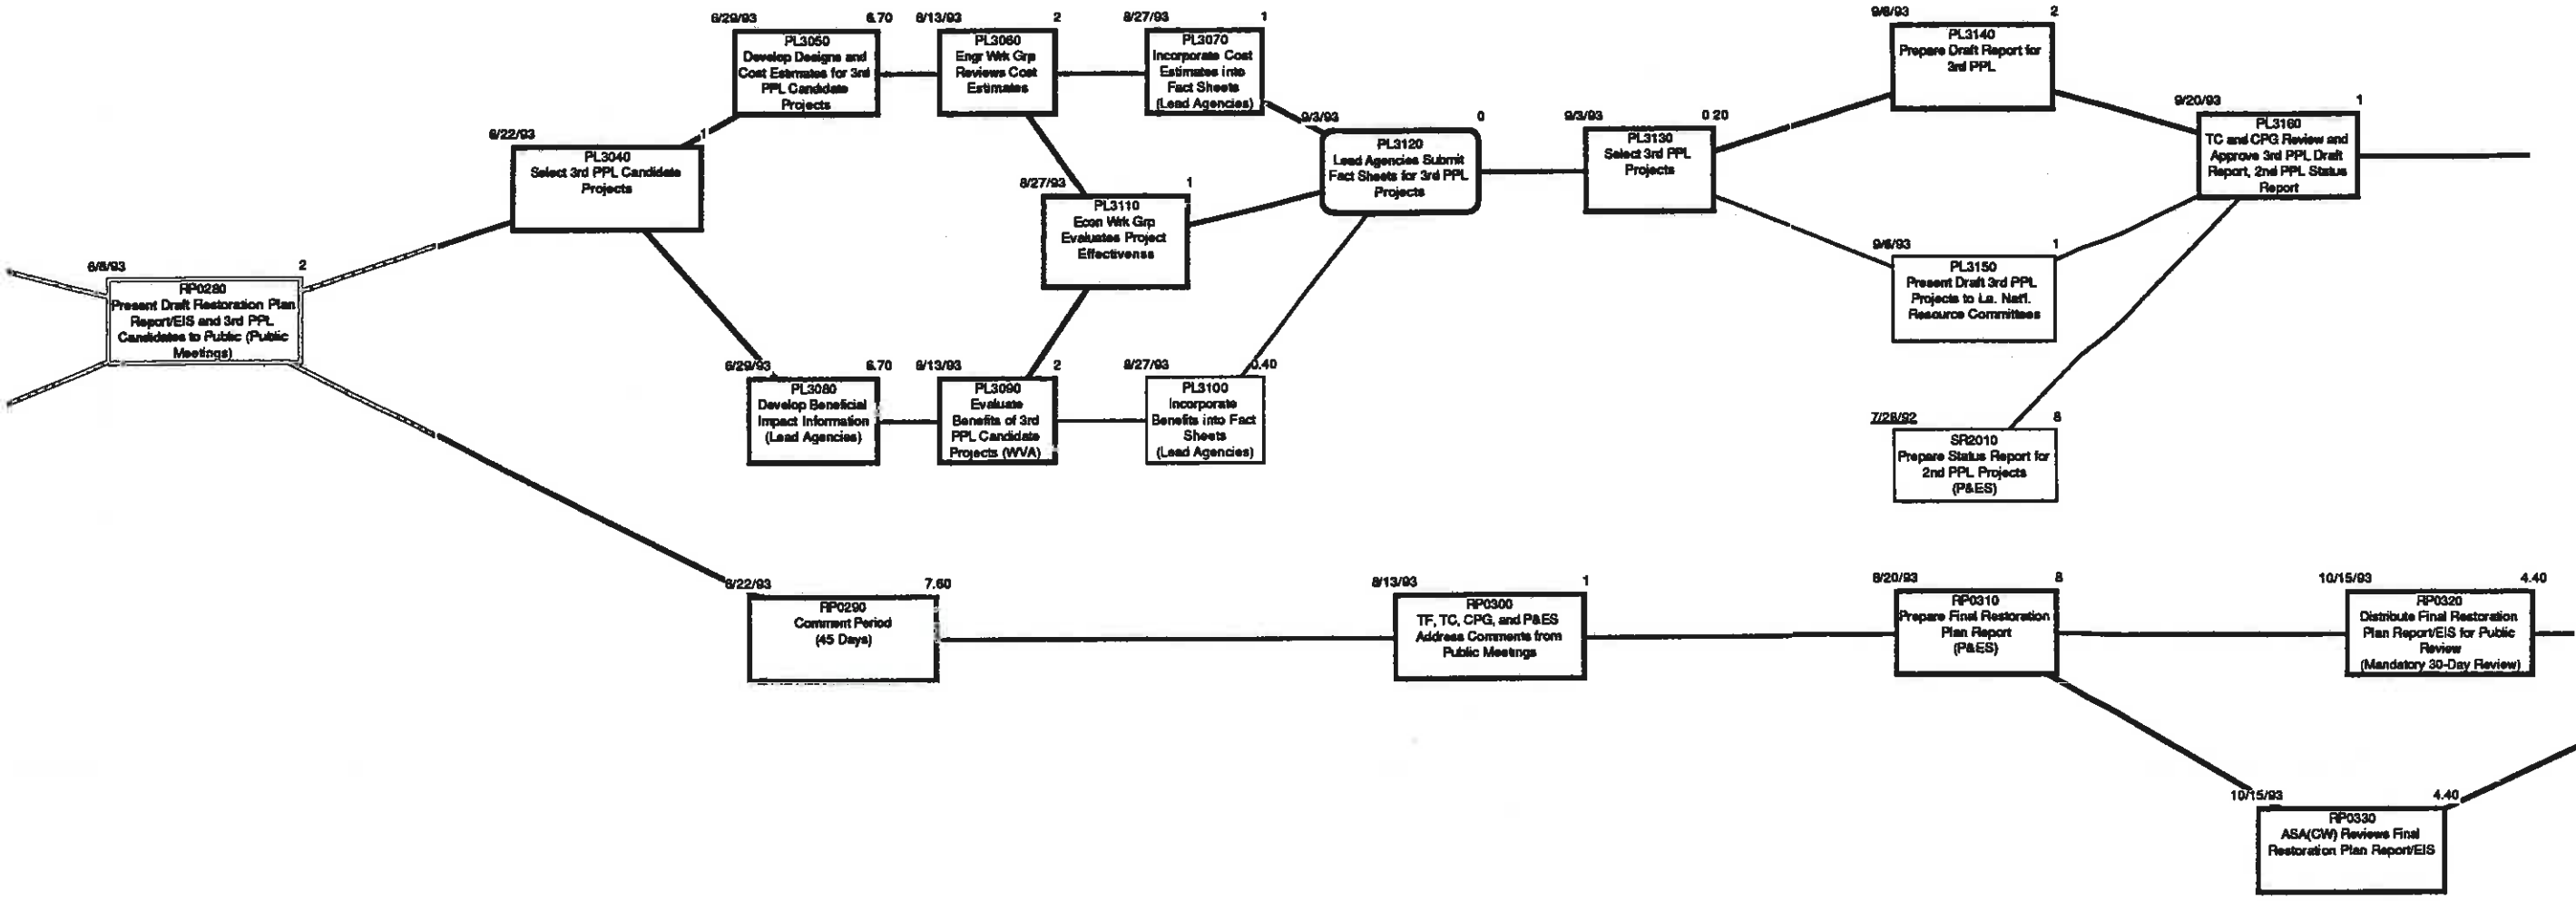 6/8/93 2
RP0280
Present Draft Restoration Plan
Report/EIS and 3rd PPL
Candidates to Public (Public
Meetings)
6/22/93 1
PL3040
Select 3rd PPL Candidate
Projects
6/29/93 6.70
PL3050
Develop Designs and
Cost Estimates for 3rd
PPL Candidate
Projects
8/13/93 2
PL3060
Engr Wrk Grp
Reviews Cost
Estimates
8/27/93 1
PL3070
Incorporate Cost
Estimates into
Fact Sheets
(Lead Agencies)
8/27/93 1
PL3110
Econ Wrk Grp
Evaluates Project
Effectivenss
6/29/93 6.70
PL3080
Develop Beneficial
Impact Information
(Lead Agencies)
8/13/93 2
PL3090
Evaluate
Benefits of 3rd
PPL Candidate
Projects (WVA)
8/27/93 0.40
PL3100
Incorporate
Benefits into Fact
Sheets
(Lead Agencies)
9/3/93 0
PL3120
Lead Agencies Submit
Fact Sheets for 3rd PPL
Projects
9/3/93 0 20
PL3130
Select 3rd PPL
Projects
9/6/93 2
PL3140
Prepare Draft Report for
3rd PPL
9/6/93 1
PL3150
Present Draft 3rd PPL
Projects to La. Nat'l.
Resource Committees
9/20/93 1
PL3160
TC and CPG Review and
Approve 3rd PPL Draft
Report, 2nd PPL Status
Report
7/28/92 8
SR2010
Prepare Status Report for
2nd PPL Projects
(P&ES)
6/22/93 7.60
RP0290
Comment Period
(45 Days)
8/13/93 1
RP0300
TF, TC, CPG, and P&ES
Address Comments from
Public Meetings
8/20/93 8
RP0310
Prepare Final Restoration
Plan Report
(P&ES)
10/15/93 4.40
RP0320
Distribute Final Restoration
Plan Report/EIS for Public
Review
(Mandatory 30-Day Review)
10/15/93 4.40
RP0330
ASA(CW) Reviews Final
Restoration Plan Report/EIS